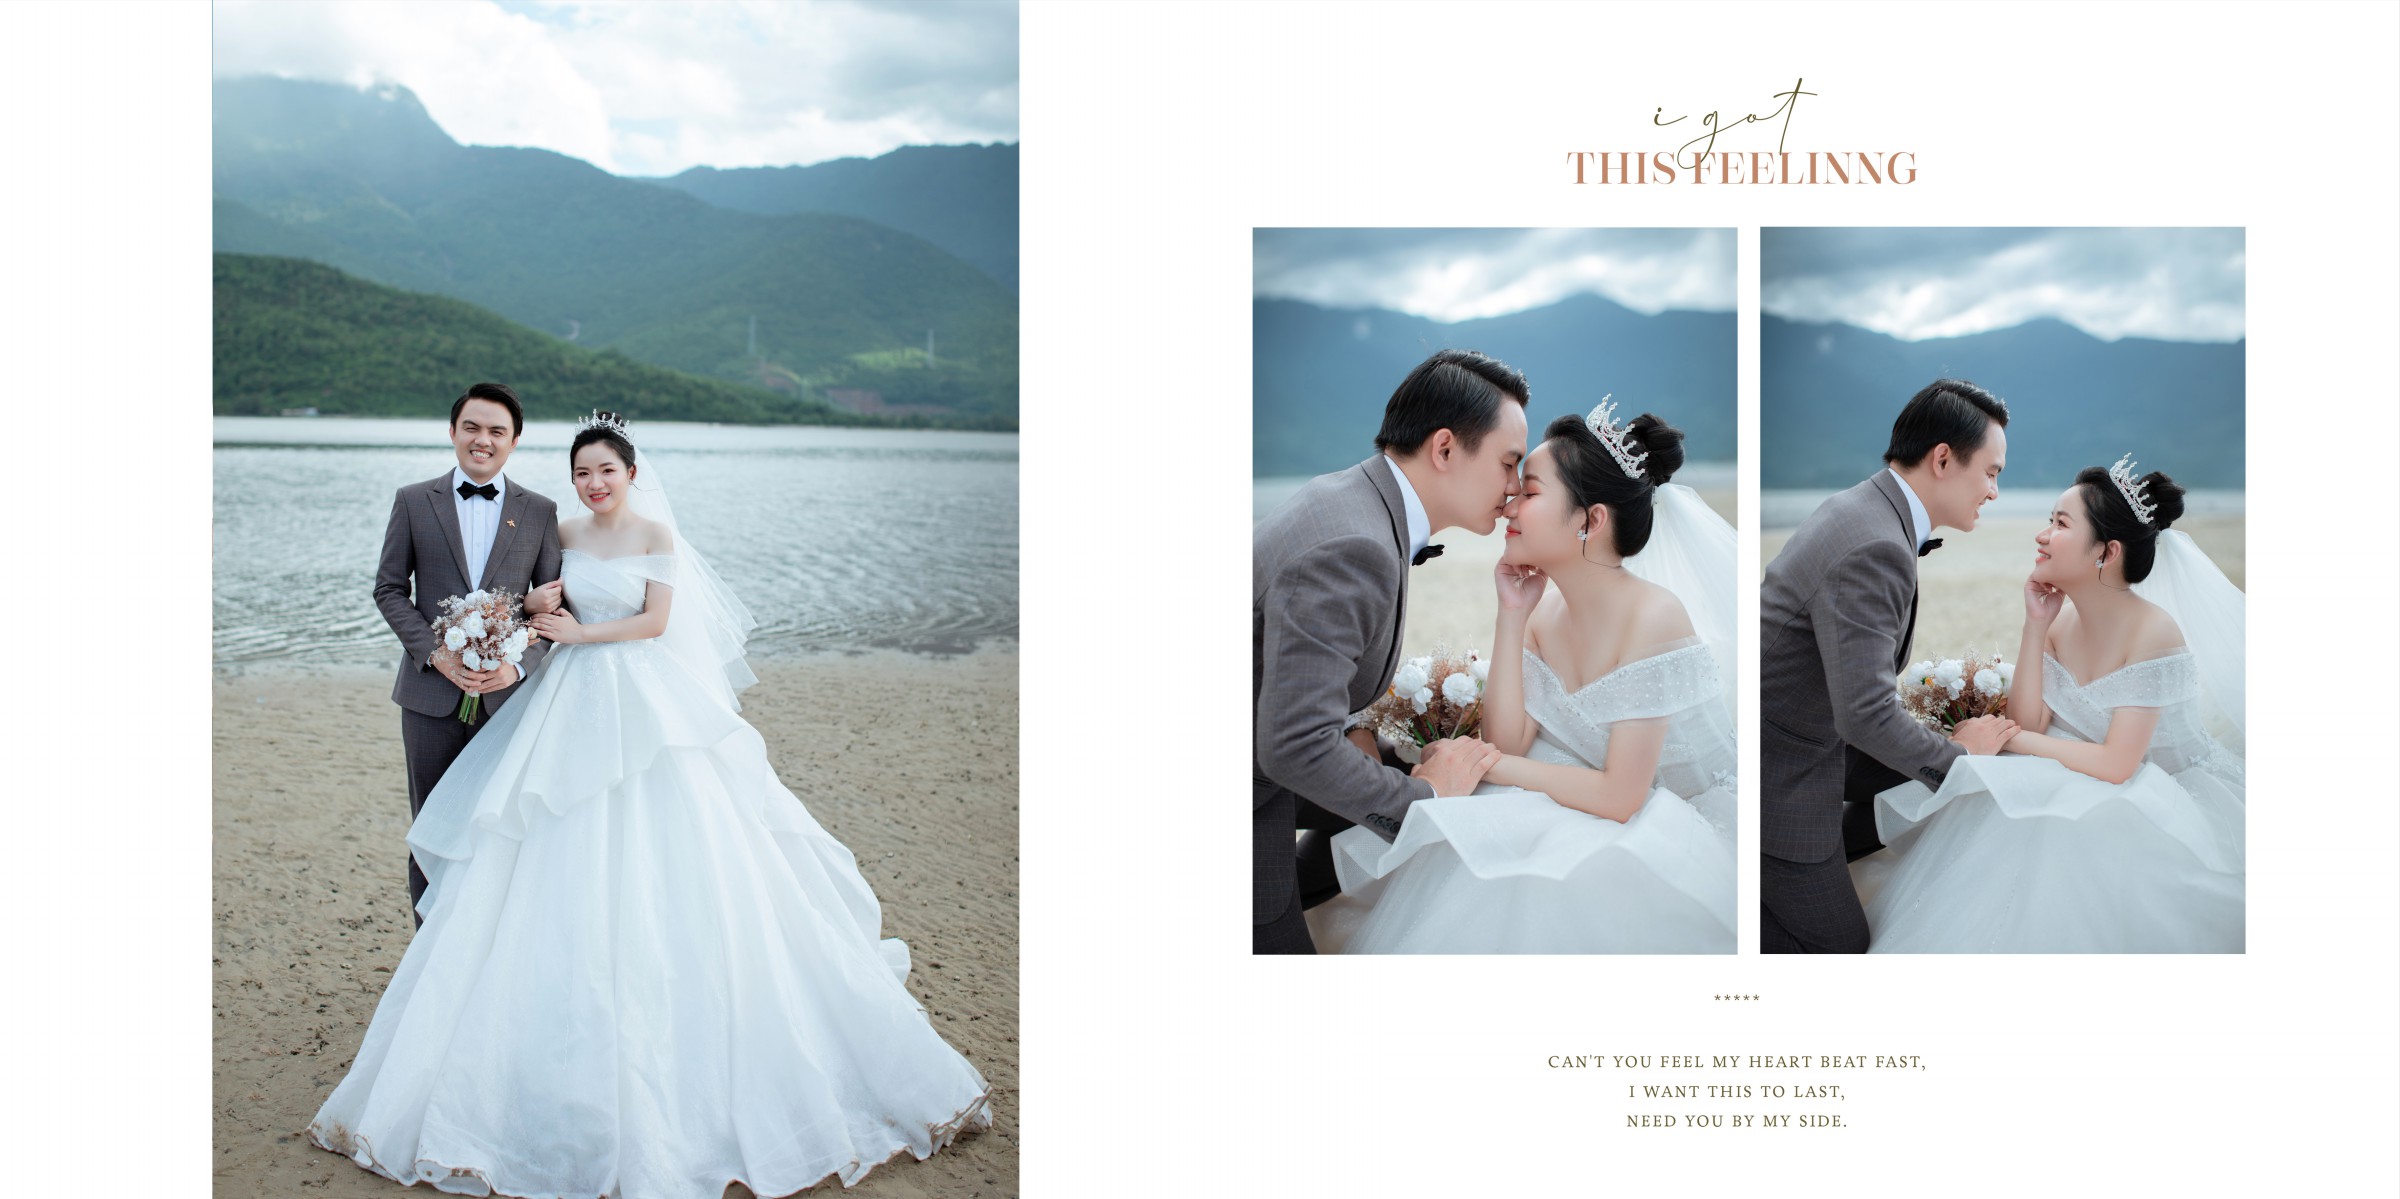 i got
THIS FEELINNG
*****
CAN'T YOU FEEL MY HEART BEAT FAST,
I WANT THIS TO LAST,
NEED YOU BY MY SIDE.